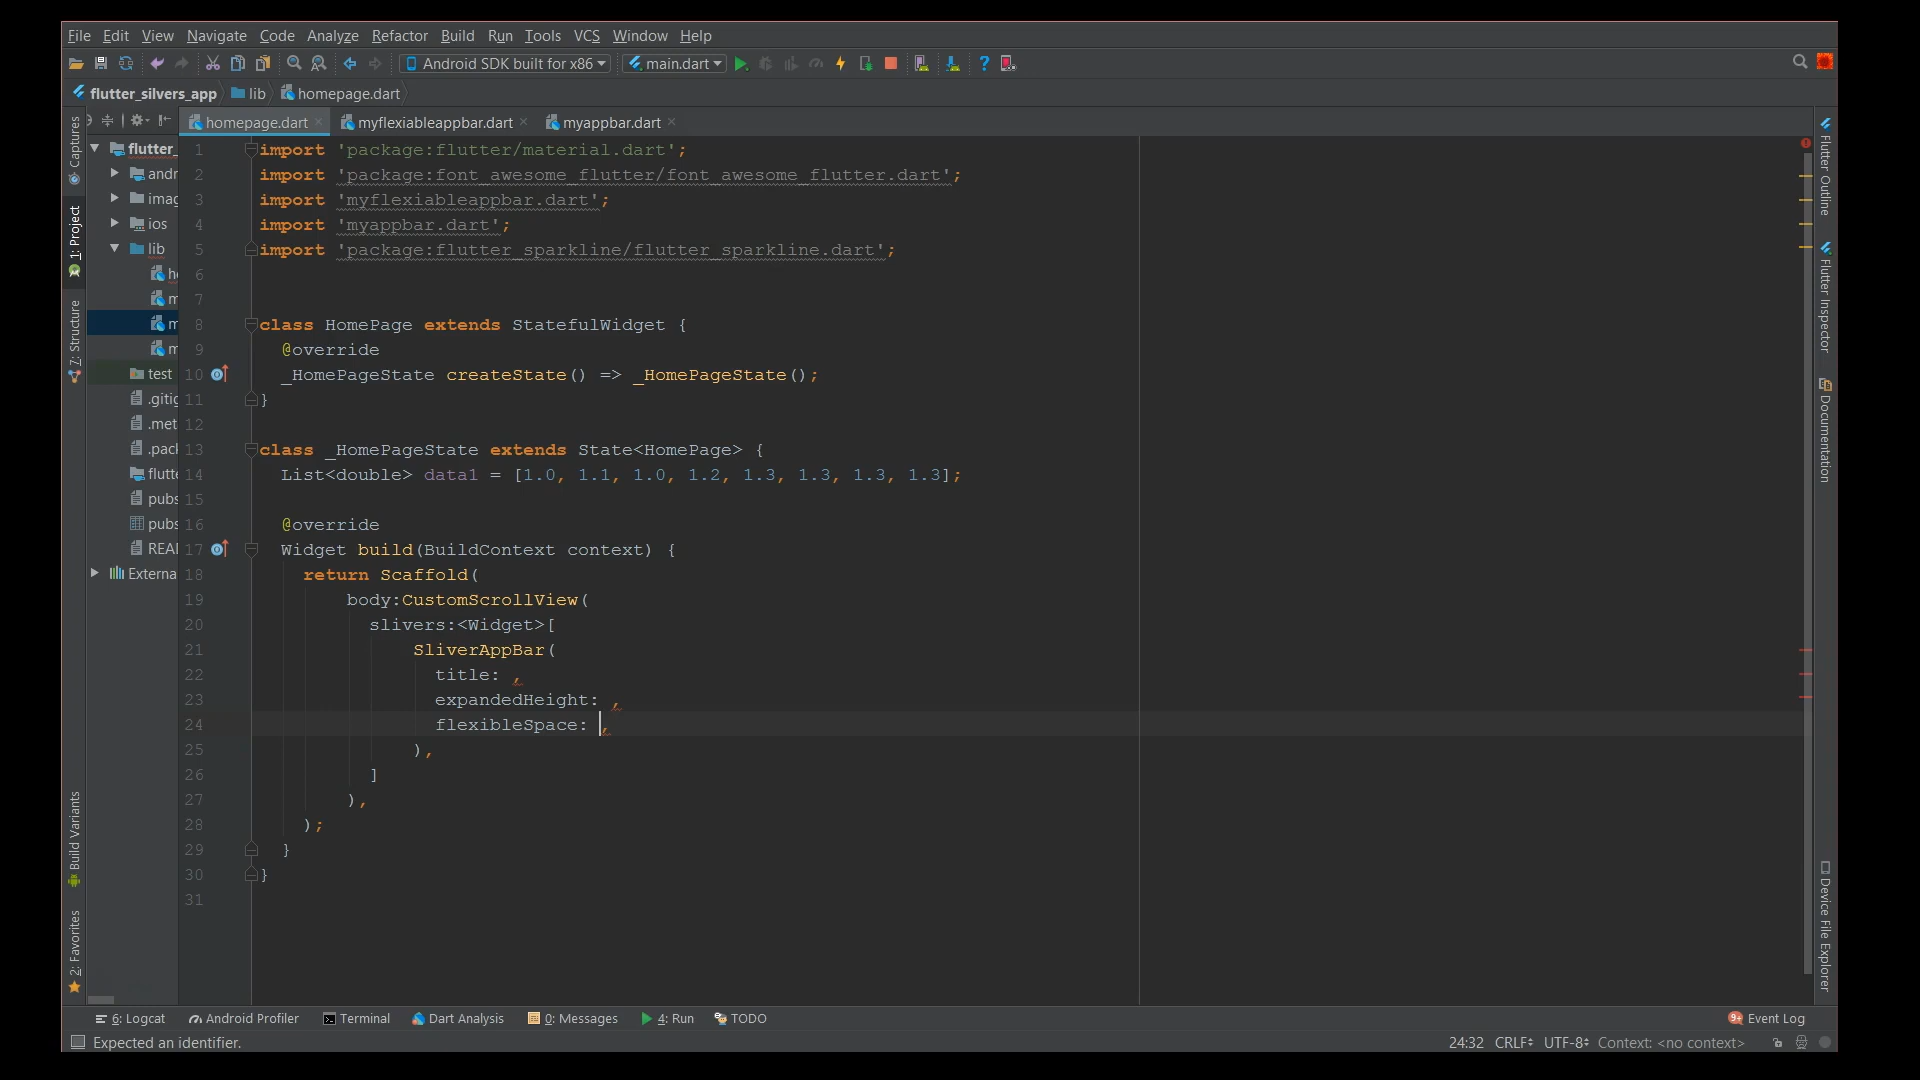 File Edit View Navigate Code Analyze Refactor Build Run Tools VCS Window Help
Android SDK built for x86 main.dart
flutter_silvers_app lib homepage.dart
homepage.dart myflexiableappbar.dart myappbar.dart
Captures
1: Project
7: Structure
Build Variants
2: Favorites
flutter_
andr
imag
ios
lib
h
m
m
m
test
.gitig
.met
.pack
flutte
pubs
pubs
REA
Externa
1 import 'package:flutter/material.dart';
2 import 'package:font_awesome_flutter/font_awesome_flutter.dart';
3 import 'myflexiableappbar.dart';
4 import 'myappbar.dart';
5 import 'package:flutter_sparkline/flutter_sparkline.dart';
6
7
8 class HomePage extends StatefulWidget {
9 @override
10 _HomePageState createState() => _HomePageState();
11 }
12
13 class _HomePageState extends State<HomePage> {
14 List<double> data1 = [1.0, 1.1, 1.0, 1.2, 1.3, 1.3, 1.3, 1.3];
15
16 @override
17 Widget build(BuildContext context) {
18 return Scaffold(
19 body:CustomScrollView(
20 slivers:<Widget>[
21 SliverAppBar(
22 title: ,
23 expandedHeight: ,
24 flexibleSpace: ,
25 ),
26 ]
27 ),
28 );
29 }
30 }
31
Flutter Outline
Flutter Inspector
Documentation
Device File Explorer
6: Logcat Android Profiler Terminal Dart Analysis 0: Messages 4: Run TODO 9+ Event Log
Expected an identifier. 24:32 CRLF UTF-8 Context: <no context>